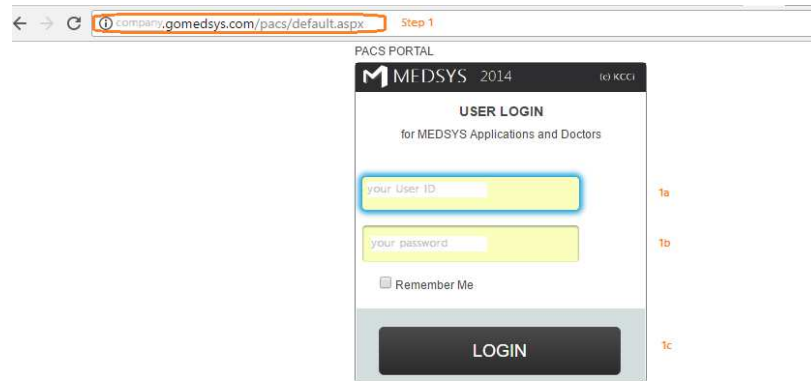 company.gomedsys.com/pacs/default.aspx Step 1
PACS PORTAL
MEDSYS 2014 (c) KCCi
USER LOGIN
for MEDSYS Applications and Doctors
your User ID 1a
your password 1b
Remember Me
LOGIN 1c